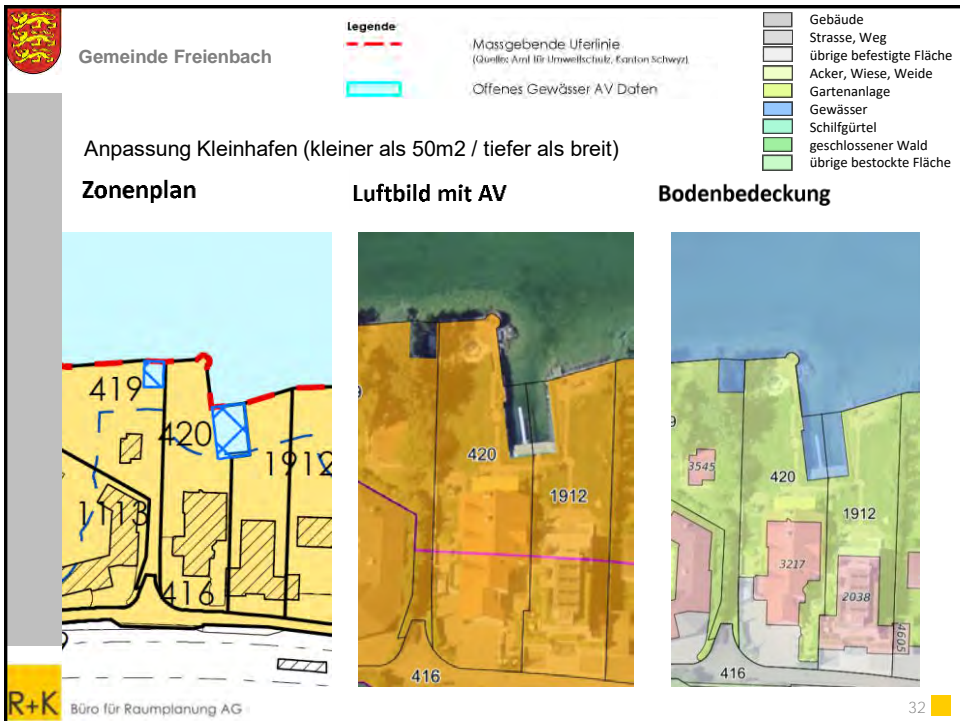 Gemeinde Freienbach
Legende
Massgebende Uferlinie
(Quelle: Amt für Umweltschutz, Kanton Schwyz)
Offenes Gewässer AV Daten
Gebäude
Strasse, Weg
übrige befestigte Fläche
Acker, Wiese, Weide
Gartenanlage
Gewässer
Schilfgürtel
geschlossener Wald
übrige bestockte Fläche
Anpassung Kleinhafen (kleiner als 50m2 / tiefer als breit)
Zonenplan
Luftbild mit AV
Bodenbedeckung
419
420
1912
1113
416
9
420
1912
416
9
3545
420
1912
3217
2038
4605
416
R+K
Büro für Raumplanung AG
32